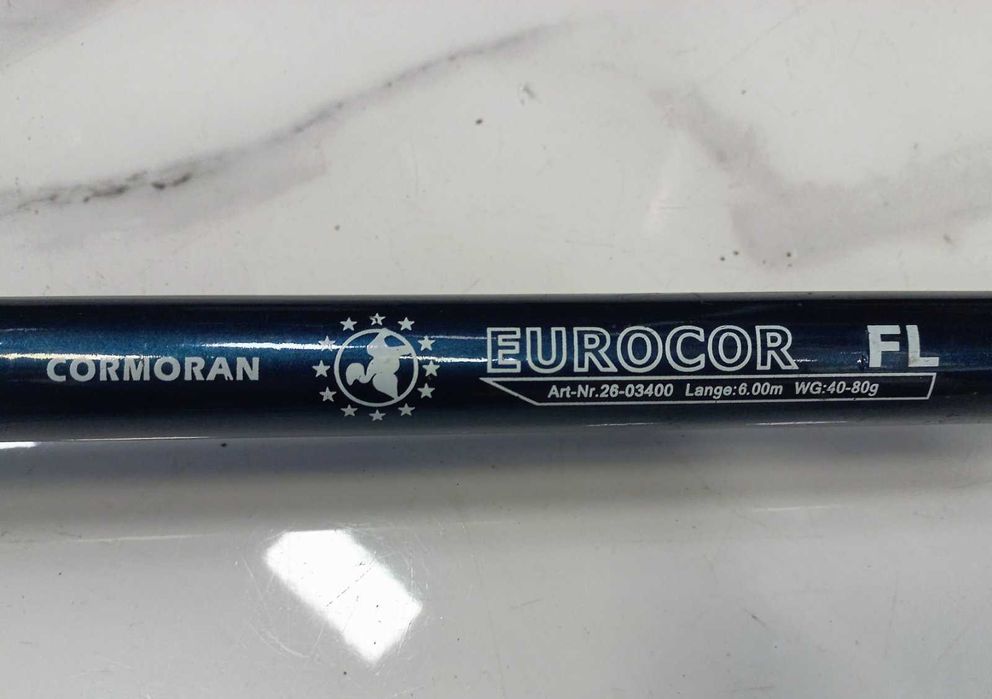 CORMORAN
EUROCOR FL
Art-Nr.26-03400 Lange:6.00m WG:40-80g